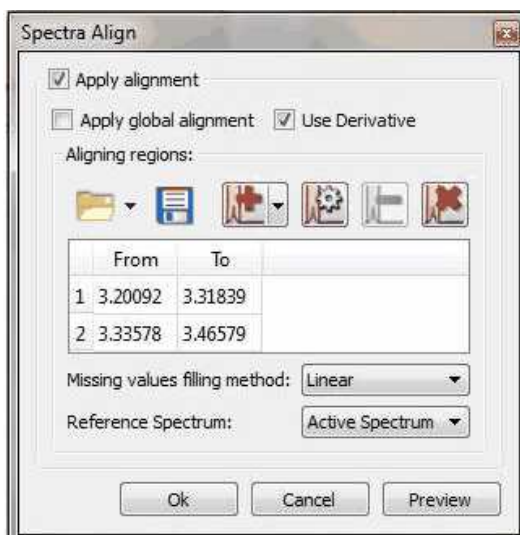 Spectra Align
Apply alignment
Apply global alignment Use Derivative
Aligning regions:
From To
1 3.20092 3.31839
2 3.33578 3.46579
Missing values filling method: Linear
Reference Spectrum: Active Spectrum
Ok Cancel Preview